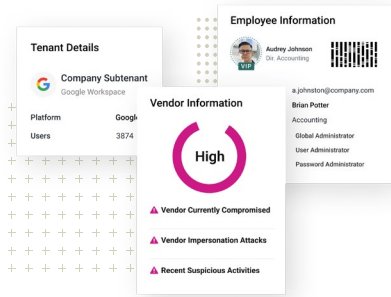 Tenant Details
Company Subtenant
Google Workspace
Platform Googl
Users 3874
Vendor Information
High
Vendor Currently Compromised
Vendor Impersonation Attacks
Recent Suspicious Activities
Employee Information
Audrey Johnson
Dir. Accounting
VIP
a.johnston@company.com
Brian Potter
Accounting
Global Administrator
User Administrator
Password Administrator